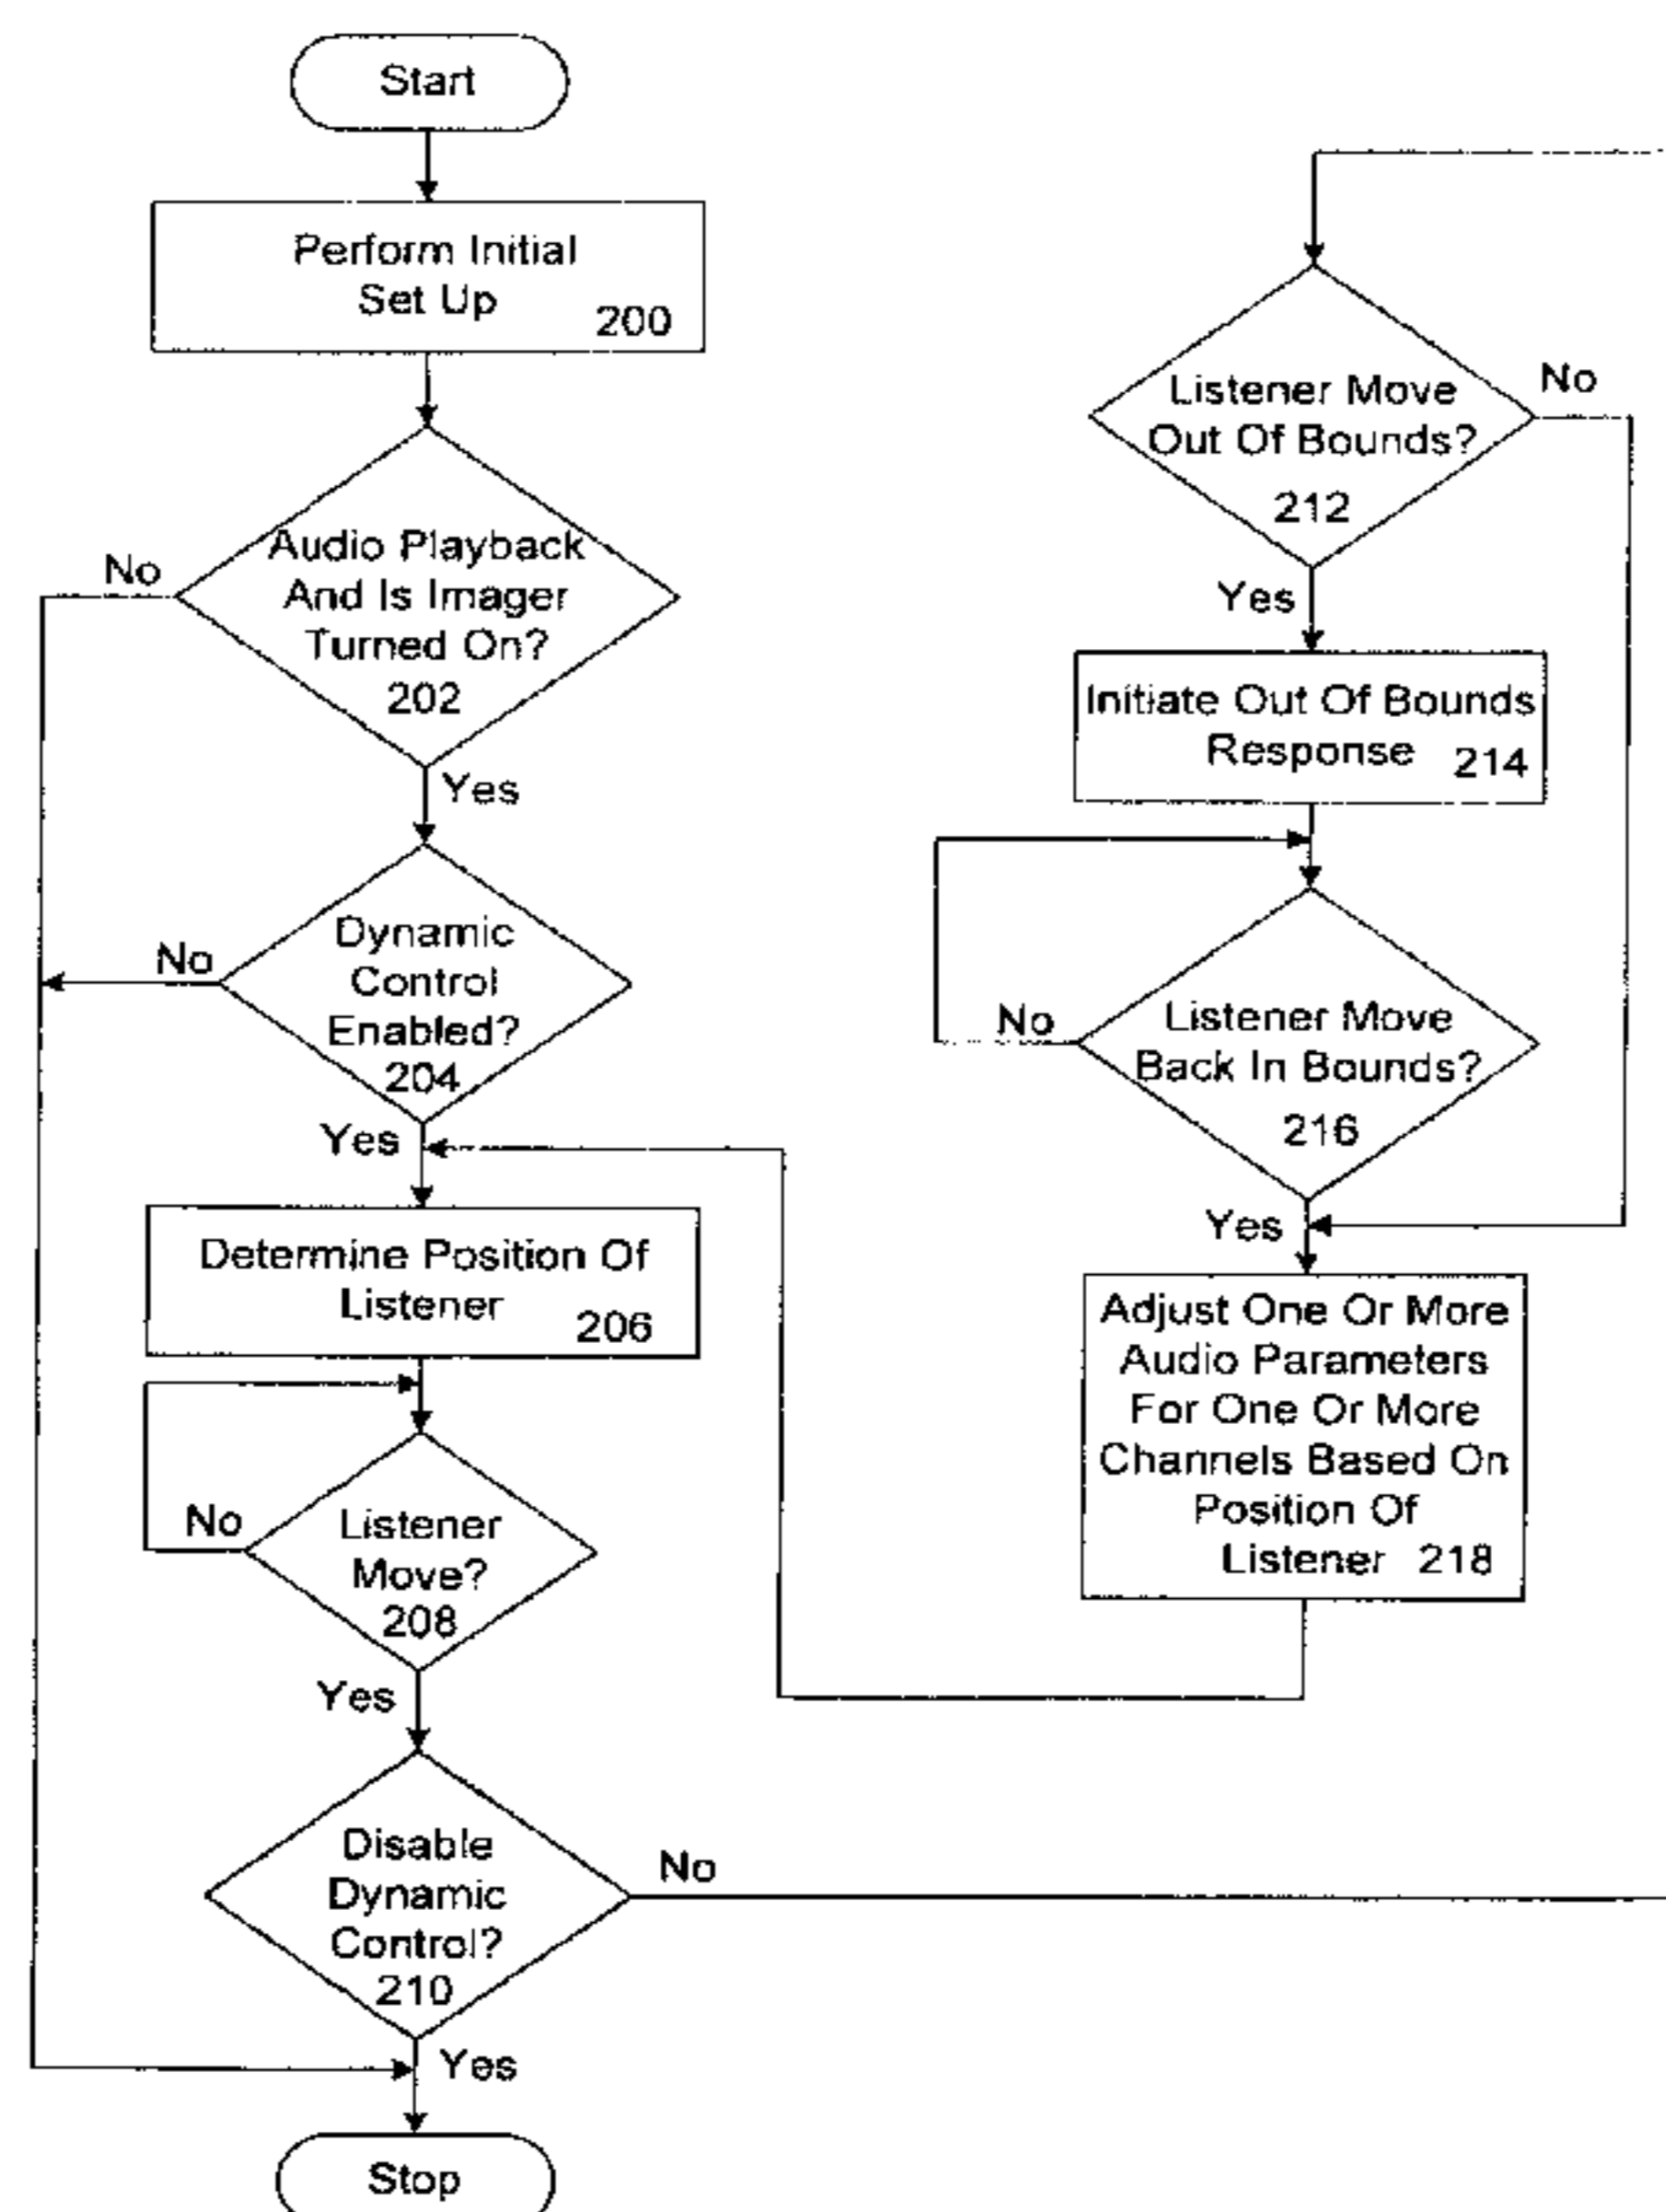 Start
Perform Initial
Set Up
200
Audio Playback
And Is Imager
Turned On?
202
No
Yes
Dynamic
Control
Enabled?
204
No
Yes
Determine Position Of
Listener
206
Listener
Move?
208
No
Yes
Disable
Dynamic
Control?
210
No
Yes
Stop
Listener Move
Out Of Bounds?
212
No
Yes
Initiate Out Of Bounds
Response 214
Listener Move
Back In Bounds?
216
No
Yes
Adjust One Or More
Audio Parameters
For One Or More
Channels Based On
Position Of
Listener 218